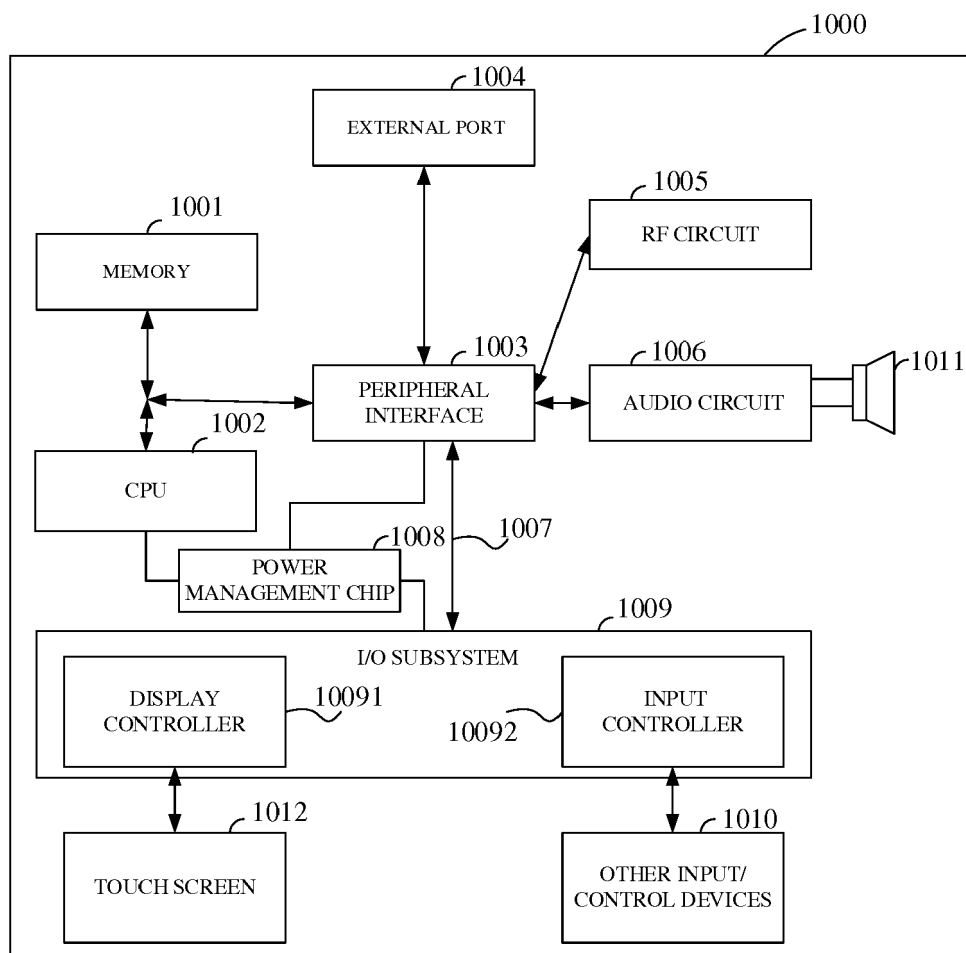 1000
1004
EXTERNAL PORT
1005
RF CIRCUIT
1001
MEMORY
1003
PERIPHERAL
INTERFACE
1006
AUDIO CIRCUIT
1011
1002
CPU
1008
POWER
MANAGEMENT CHIP
1007
1009
I/O SUBSYSTEM
DISPLAY
CONTROLLER
10091
10092
INPUT
CONTROLLER
1012
TOUCH SCREEN
1010
OTHER INPUT/
CONTROL DEVICES